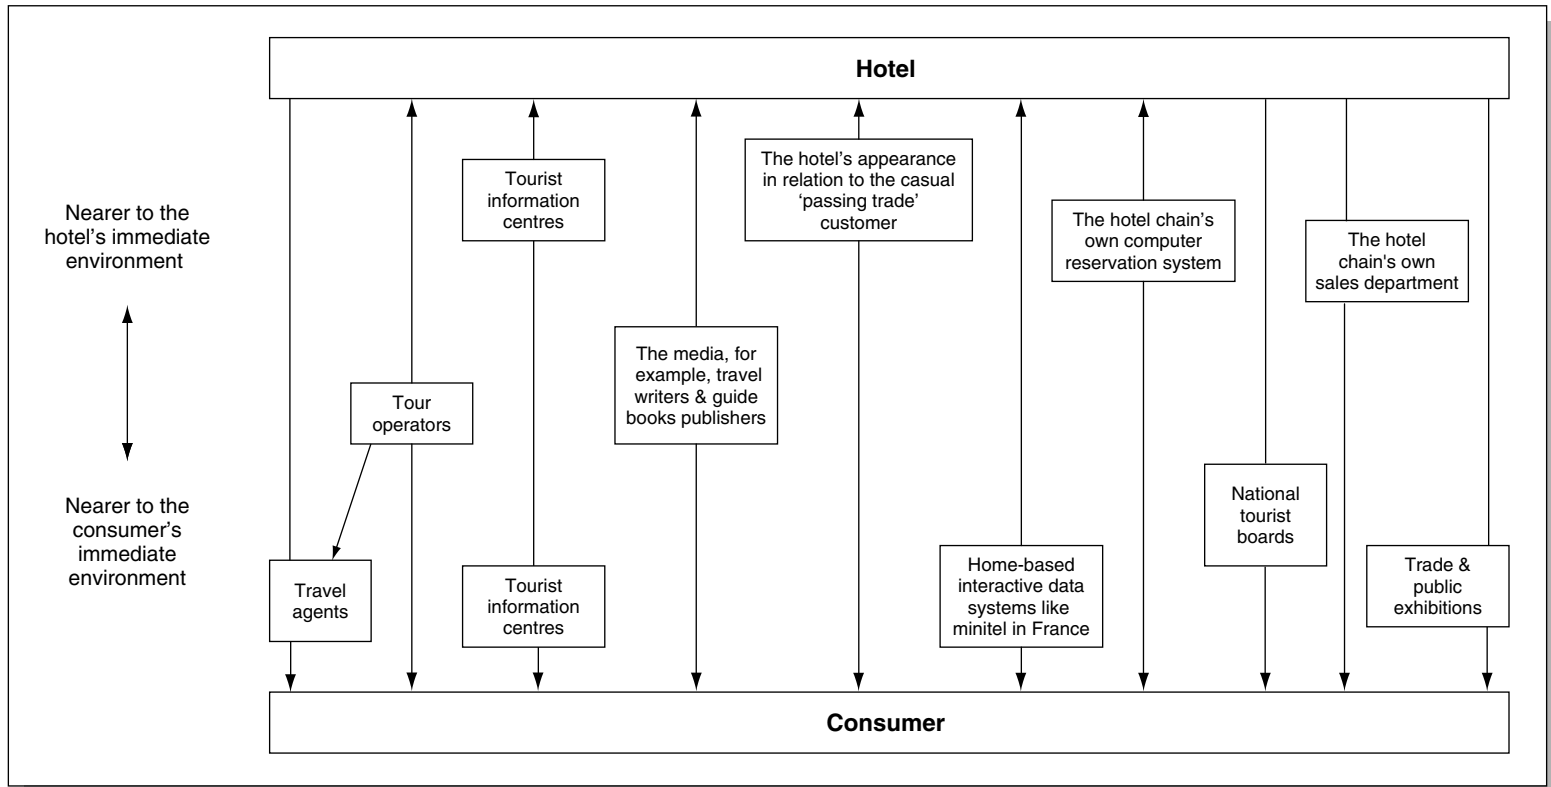 Hotel
Nearer to the
hotel's immediate
environment
Nearer to the
consumer's
immediate
environment
Travel
agents
Tour
operators
Tourist
information
centres
Tourist
information
centres
The media, for
example, travel
writers & guide
books publishers
The hotel's appearance
in relation to the casual
‘passing trade’
customer
Home-based
interactive data
systems like
minitel in France
The hotel chain's
own computer
reservation system
National
tourist
boards
The hotel
chain's own
sales department
Trade &
public
exhibitions
Consumer